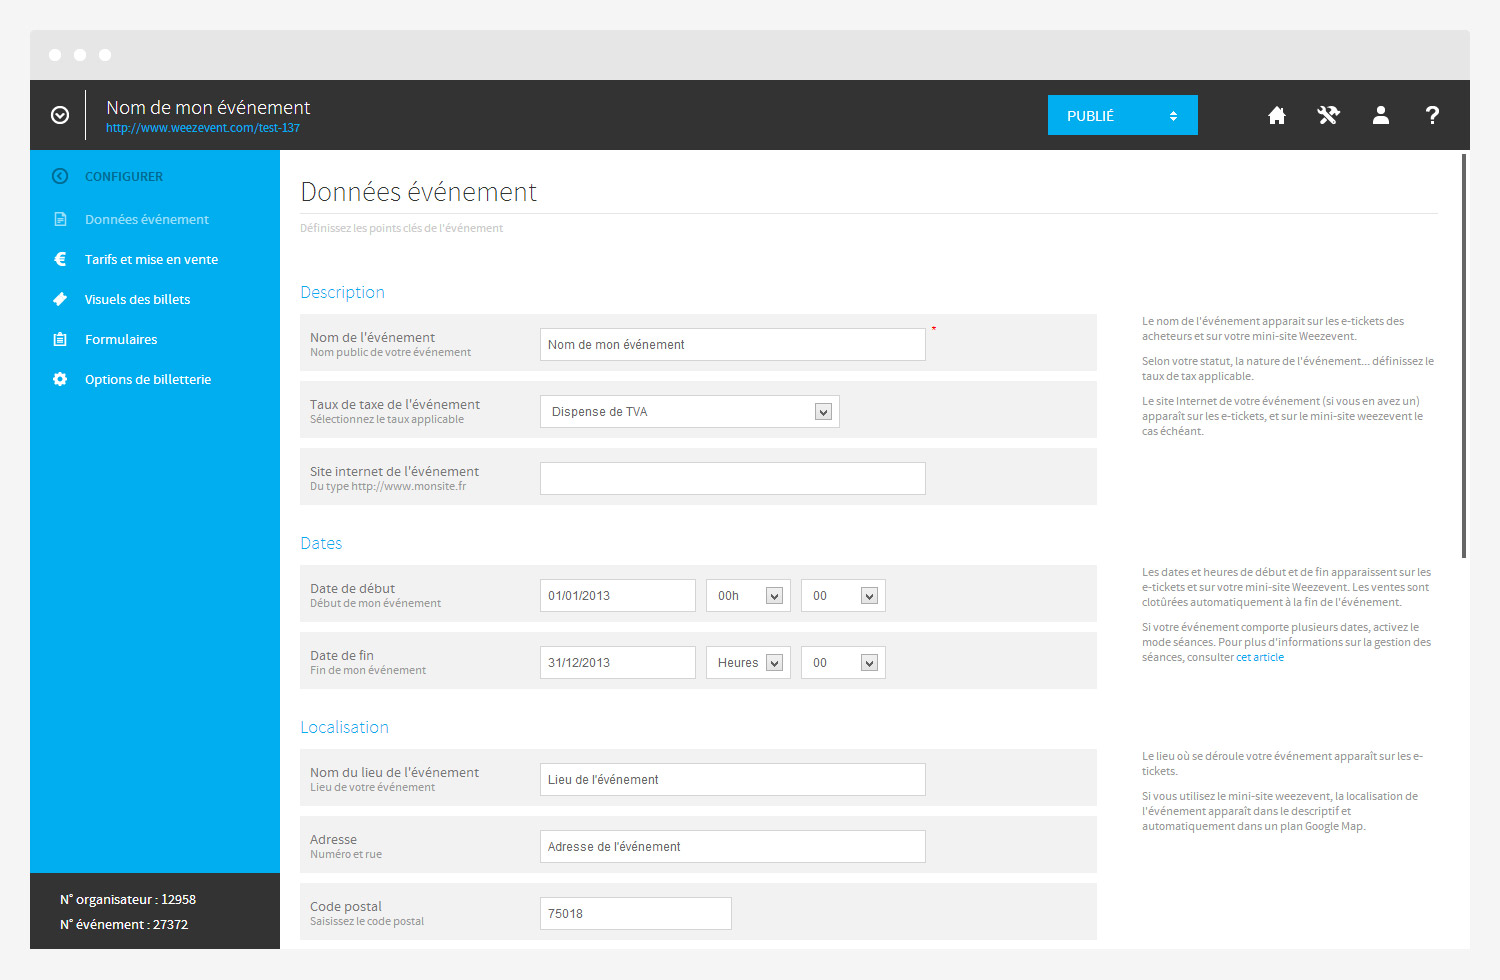 Nom de mon événement
http://www.weezevent.com/test-137
PUBLIÉ
?
CONFIGURER
Données événement
Tarifs et mise en vente
Visuels des billets
Formulaires
Options de billetterie
N° organisateur : 12958
N° événement : 27372
Données événement
Définissez les points clés de l'événement
Description
Nom de l'événement
Nom public de votre événement
Nom de mon événement
*
Taux de taxe de l'événement
Sélectionnez le taux applicable
Dispense de TVA
Site internet de l'événement
Du type http://www.monsite.fr
Le nom de l'événement apparait sur les e-tickets des
acheteurs et sur votre mini-site Weezevent.
Selon votre statut, la nature de l'événement... définissez le
taux de tax applicable.
Le site Internet de votre événement (si vous en avez un)
apparaît sur les e-tickets, et sur le mini-site weezevent le
cas échéant.
Dates
Date de début
Début de mon événement
01/01/2013
00h
00
Date de fin
Fin de mon événement
31/12/2013
Heures
00
Les dates et heures de début et de fin apparaissent sur les
e-tickets et sur votre mini-site Weezevent. Les ventes sont
clotûrées automatiquement à la fin de l'événement.
Si votre événement comporte plusieurs dates, activez le
mode séances. Pour plus d'informations sur la gestion des
séances, consulter cet article
Localisation
Nom du lieu de l'événement
Lieu de votre événement
Lieu de l'événement
Adresse
Numéro et rue
Adresse de l'événement
Code postal
Saisissez le code postal
75018
Le lieu où se déroule votre événement apparaît sur les e-
tickets.
Si vous utilisez le mini-site weezevent, la localisation de
l'événement apparaît dans le descriptif et
automatiquement dans un plan Google Map.